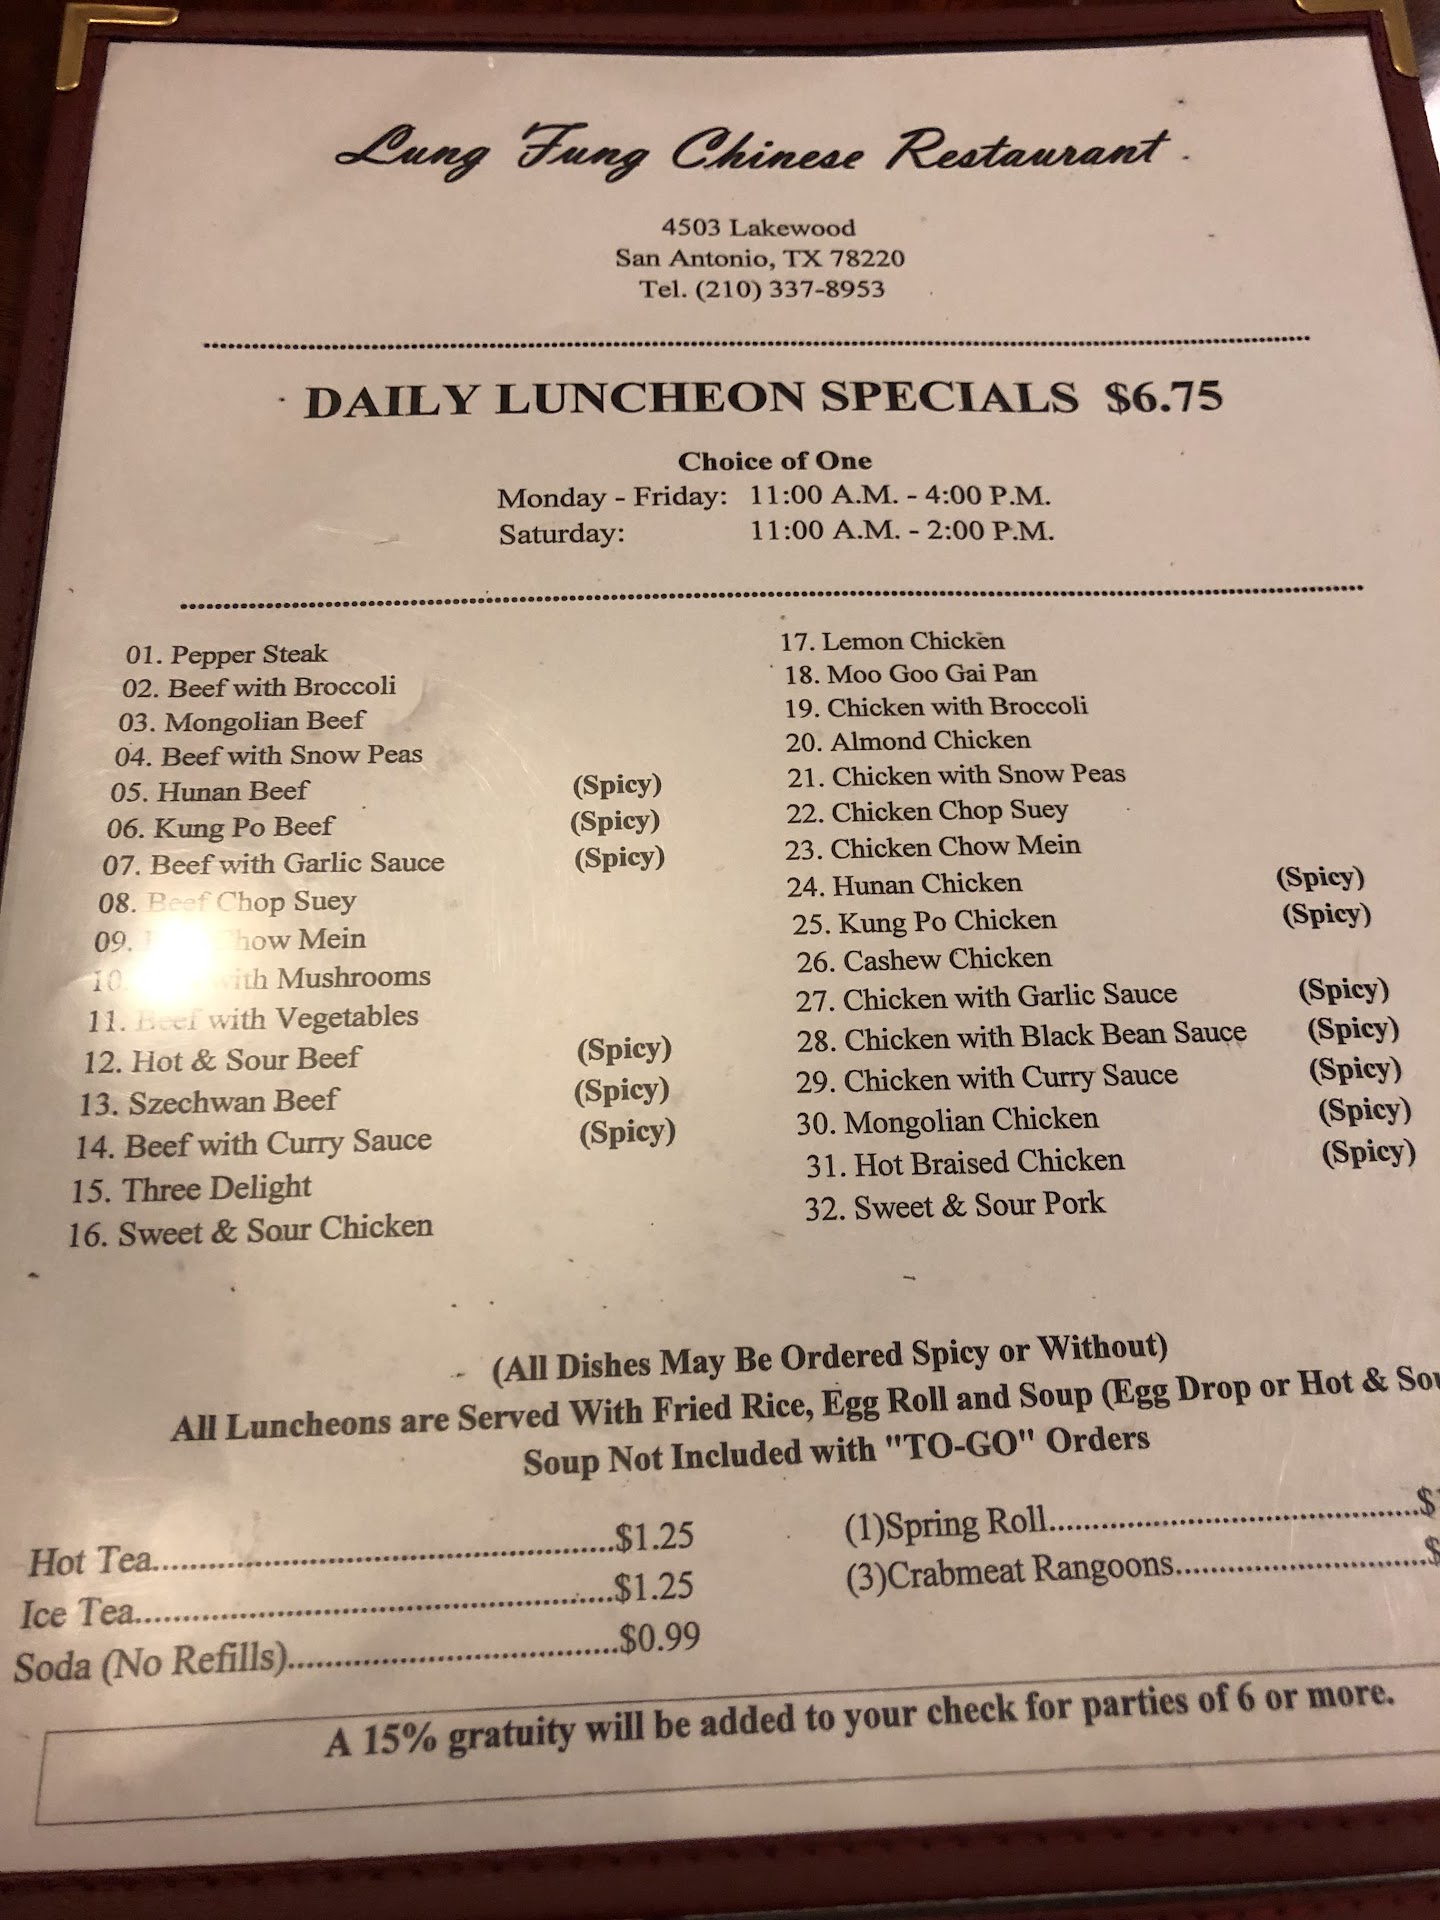 Lung Fung Chinese Restaurant
4503 Lakewood
San Antonio, TX 78220
Tel. (210) 337-8953
DAILY LUNCHEON SPECIALS $6.75
Choice of One
Monday - Friday: 11:00 A.M. - 4:00 P.M.
Saturday: 11:00 A.M. - 2:00 P.M.
01. Pepper Steak
02. Beef with Broccoli
03. Mongolian Beef
04. Beef with Snow Peas
05. Hunan Beef (Spicy)
06. Kung Po Beef (Spicy)
07. Beef with Garlic Sauce (Spicy)
08. Beef Chop Suey
09. Chow Mein
10. with Mushrooms
11. Beef with Vegetables
12. Hot & Sour Beef (Spicy)
13. Szechwan Beef (Spicy)
14. Beef with Curry Sauce (Spicy)
15. Three Delight
16. Sweet & Sour Chicken
17. Lemon Chicken
18. Moo Goo Gai Pan
19. Chicken with Broccoli
20. Almond Chicken
21. Chicken with Snow Peas
22. Chicken Chop Suey
23. Chicken Chow Mein
24. Hunan Chicken (Spicy)
25. Kung Po Chicken (Spicy)
26. Cashew Chicken
27. Chicken with Garlic Sauce (Spicy)
28. Chicken with Black Bean Sauce (Spicy)
29. Chicken with Curry Sauce (Spicy)
30. Mongolian Chicken (Spicy)
31. Hot Braised Chicken (Spicy)
32. Sweet & Sour Pork
(All Dishes May Be Ordered Spicy or Without)
All Luncheons are Served With Fried Rice, Egg Roll and Soup (Egg Drop or Hot & Sou
Soup Not Included with "TO-GO" Orders
Hot Tea..........$1.25
Ice Tea..........$1.25
Soda (No Refills)..........$0.99
(1)Spring Roll..........$
(3)Crabmeat Rangoons..........$
A 15% gratuity will be added to your check for parties of 6 or more.